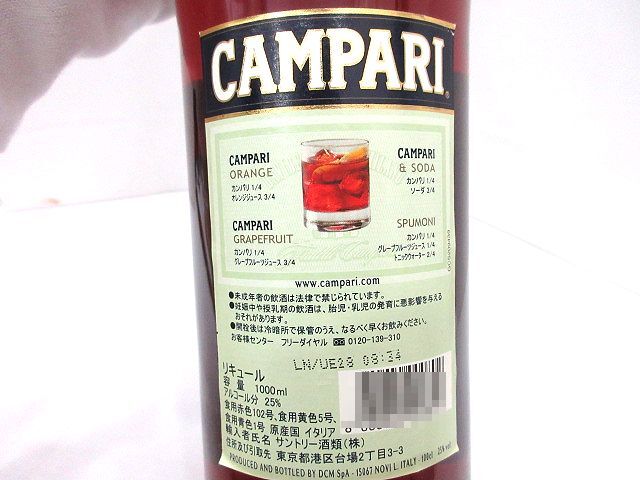 CAMPARI®
CAMPARI
ORANGE
カンパリ 1/4
オレンジジュース 3/4
CAMPARI
& SODA
カンパリ 1/4
ソーダ 3/4
CAMPARI
GRAPEFRUIT
カンパリ 1/4
グレープフルーツジュース 3/4
SPUMONI
カンパリ 1/4
グレープフルーツジュース 1/4
トニックウォーター 2/4
www.campari.com
●未成年者の飲酒は法律で禁じられています。
●妊娠中や授乳期の飲酒は、胎児・乳児の発育に悪影響を与える
おそれがあります。
●開栓後は冷暗所で保管のうえ、なるべく早くお飲みください。
お客様センター フリーダイヤル 0120-139-310
LN/UE28 08:34
リキュール
容 量 1000ml
アルコール分 25%
食用赤色102号、食用黄色5号、
食用青色1号 原産国 イタリア
輸入者氏名 サントリー酒類(株)
住所及び引取先 東京都港区台場2丁目3-3
PRODUCED AND BOTTLED BY DCM SpA - 15067 NOVI L. ITALY - 100cl 25% vol